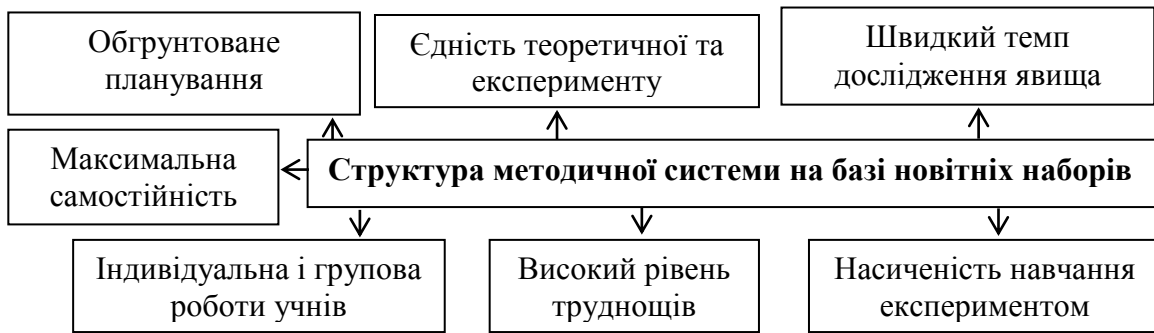 Обгрунтоване
планування
Єдність теоретичної та
експерименту
Швидкий темп
дослідження явища
Максимальна
самостійність
Структура методичної системи на базі новітніх наборів
Індивідуальна і групова
роботи учнів
Високий рівень
труднощів
Насиченість навчання
експериментом